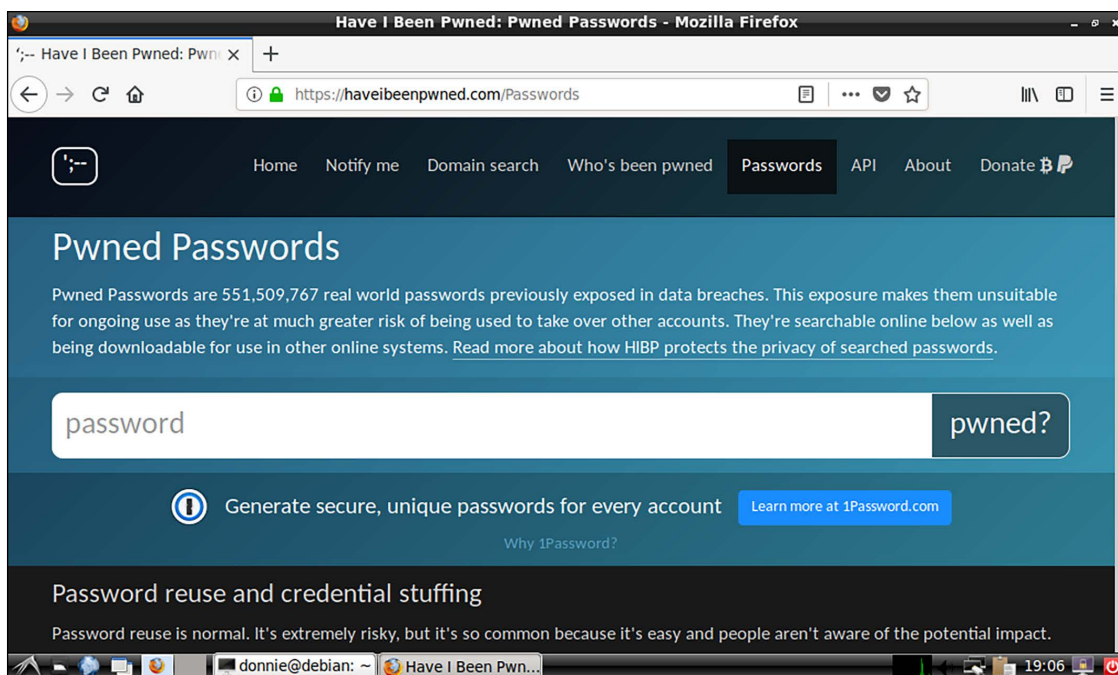 Have I Been Pwned: Pwned Passwords - Mozilla Firefox
';-- Have I Been Pwned: Pwn
https://haveibeenpwned.com/Passwords
';--
Home Notify me Domain search Who's been pwned Passwords API About Donate
Pwned Passwords
Pwned Passwords are 551,509,767 real world passwords previously exposed in data breaches. This exposure makes them unsuitable
for ongoing use as they're at much greater risk of being used to take over other accounts. They're searchable online below as well as
being downloadable for use in other online systems. Read more about how HIBP protects the privacy of searched passwords.
password pwned?
Generate secure, unique passwords for every account Learn more at 1Password.com
Why 1Password?
Password reuse and credential stuffing
Password reuse is normal. It's extremely risky, but it's so common because it's easy and people aren't aware of the potential impact.
donnie@debian: ~ Have I Been Pwn... 19:06